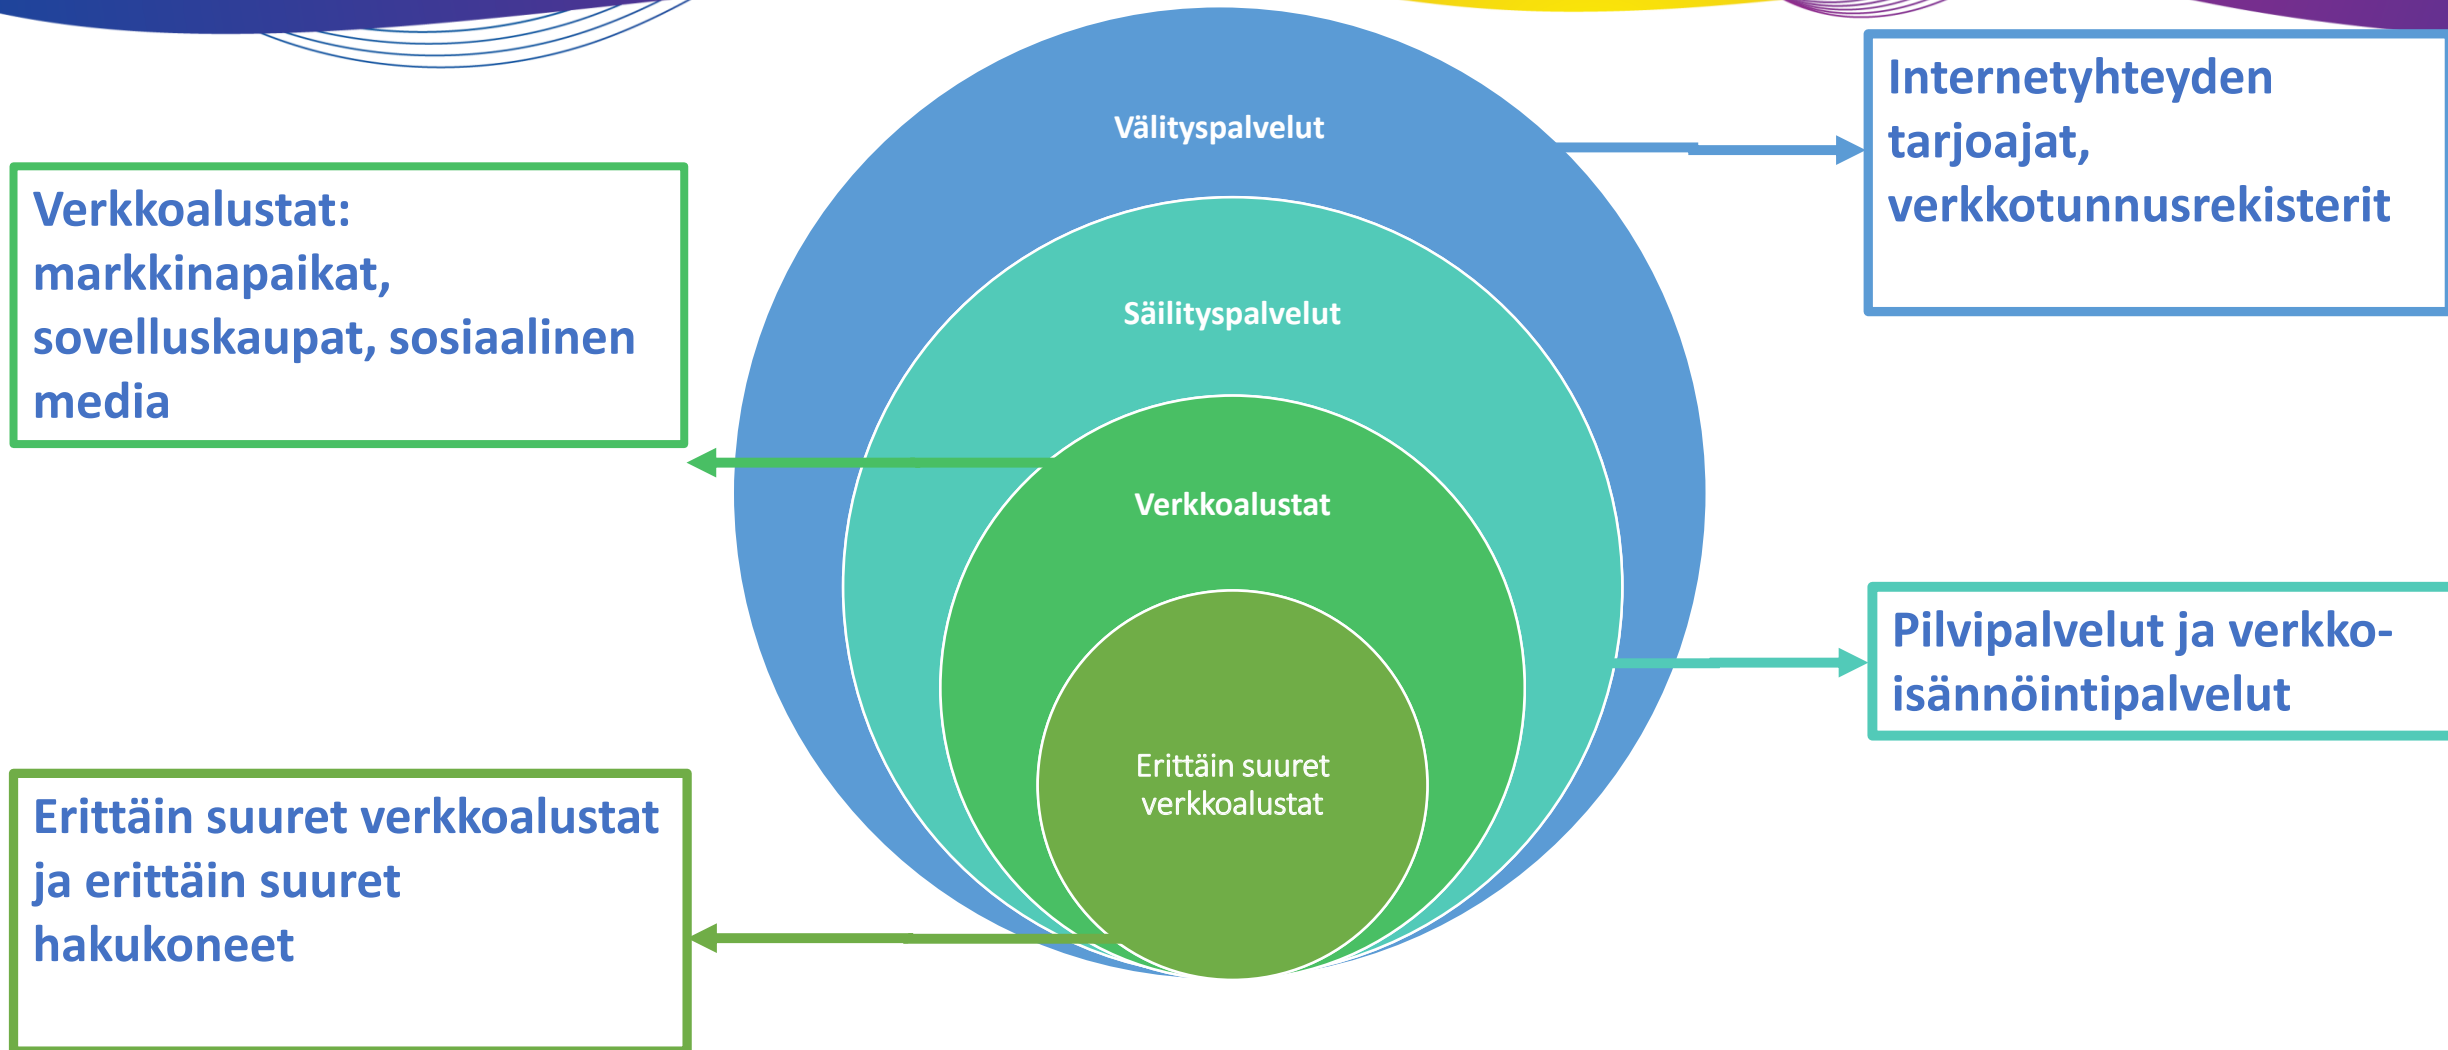 Välityspalvelut
Säilityspalvelut
Verkkoalustat
Erittäin suuret
verkkoalustat
Verkkoalustat:
markkinapaikat,
sovelluskaupat, sosiaalinen
media
Erittäin suuret verkkoalustat
ja erittäin suuret
hakukoneet
Internetyhteyden
tarjoajat,
verkkotunnusrekisterit
Pilvipalvelut ja verkko-
isännöintipalvelut